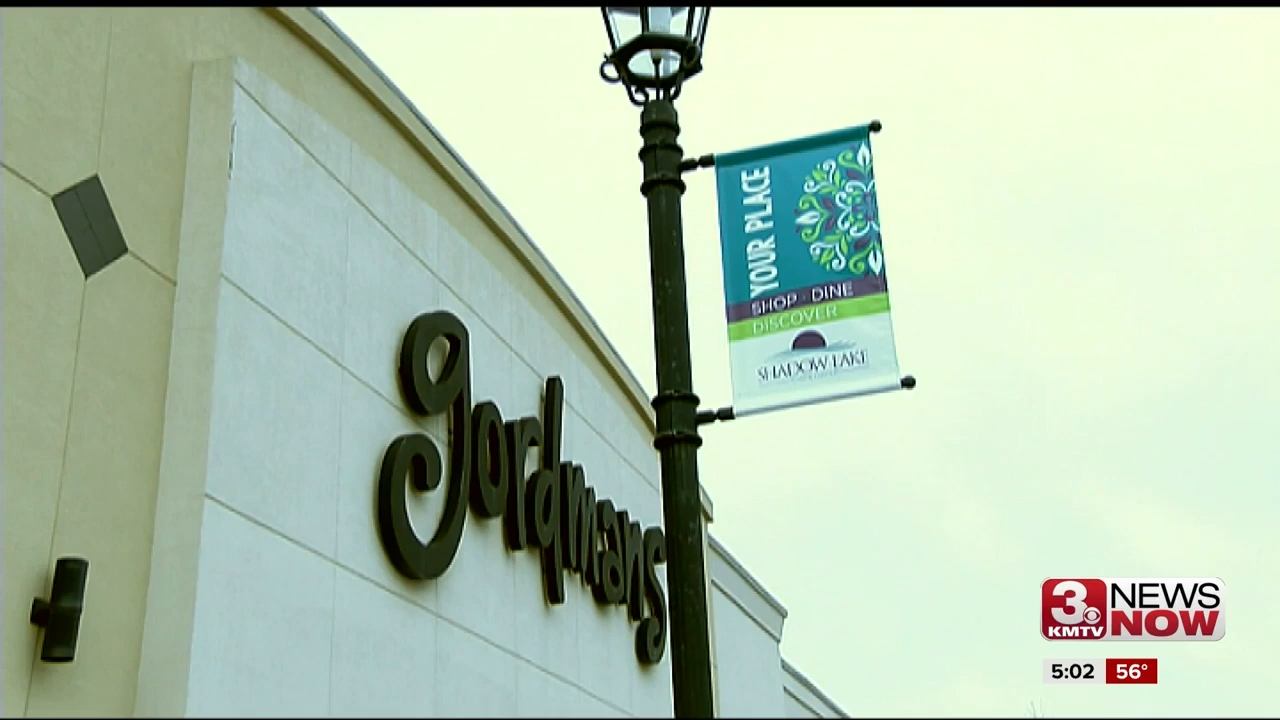 gordmans
YOUR PLACE
SHOP · DINE
DISCOVER
SHADOW LAKE
3
KMTV
NEWS
NOW
5:02 56°